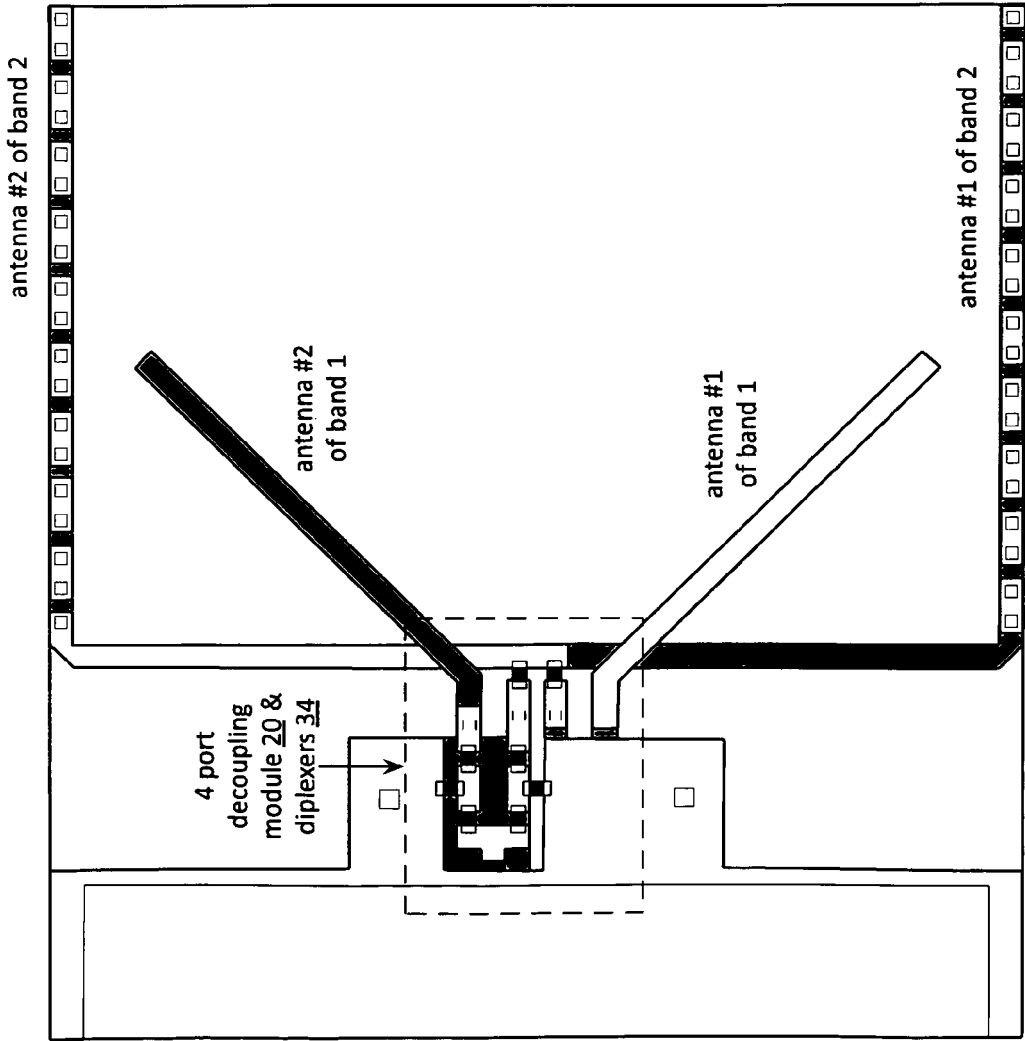 antenna #2 of band 2
antenna #2
of band 1
4 port
decoupling
module 20 &
diplexers 34
antenna #1
of band 1
antenna #1 of band 2